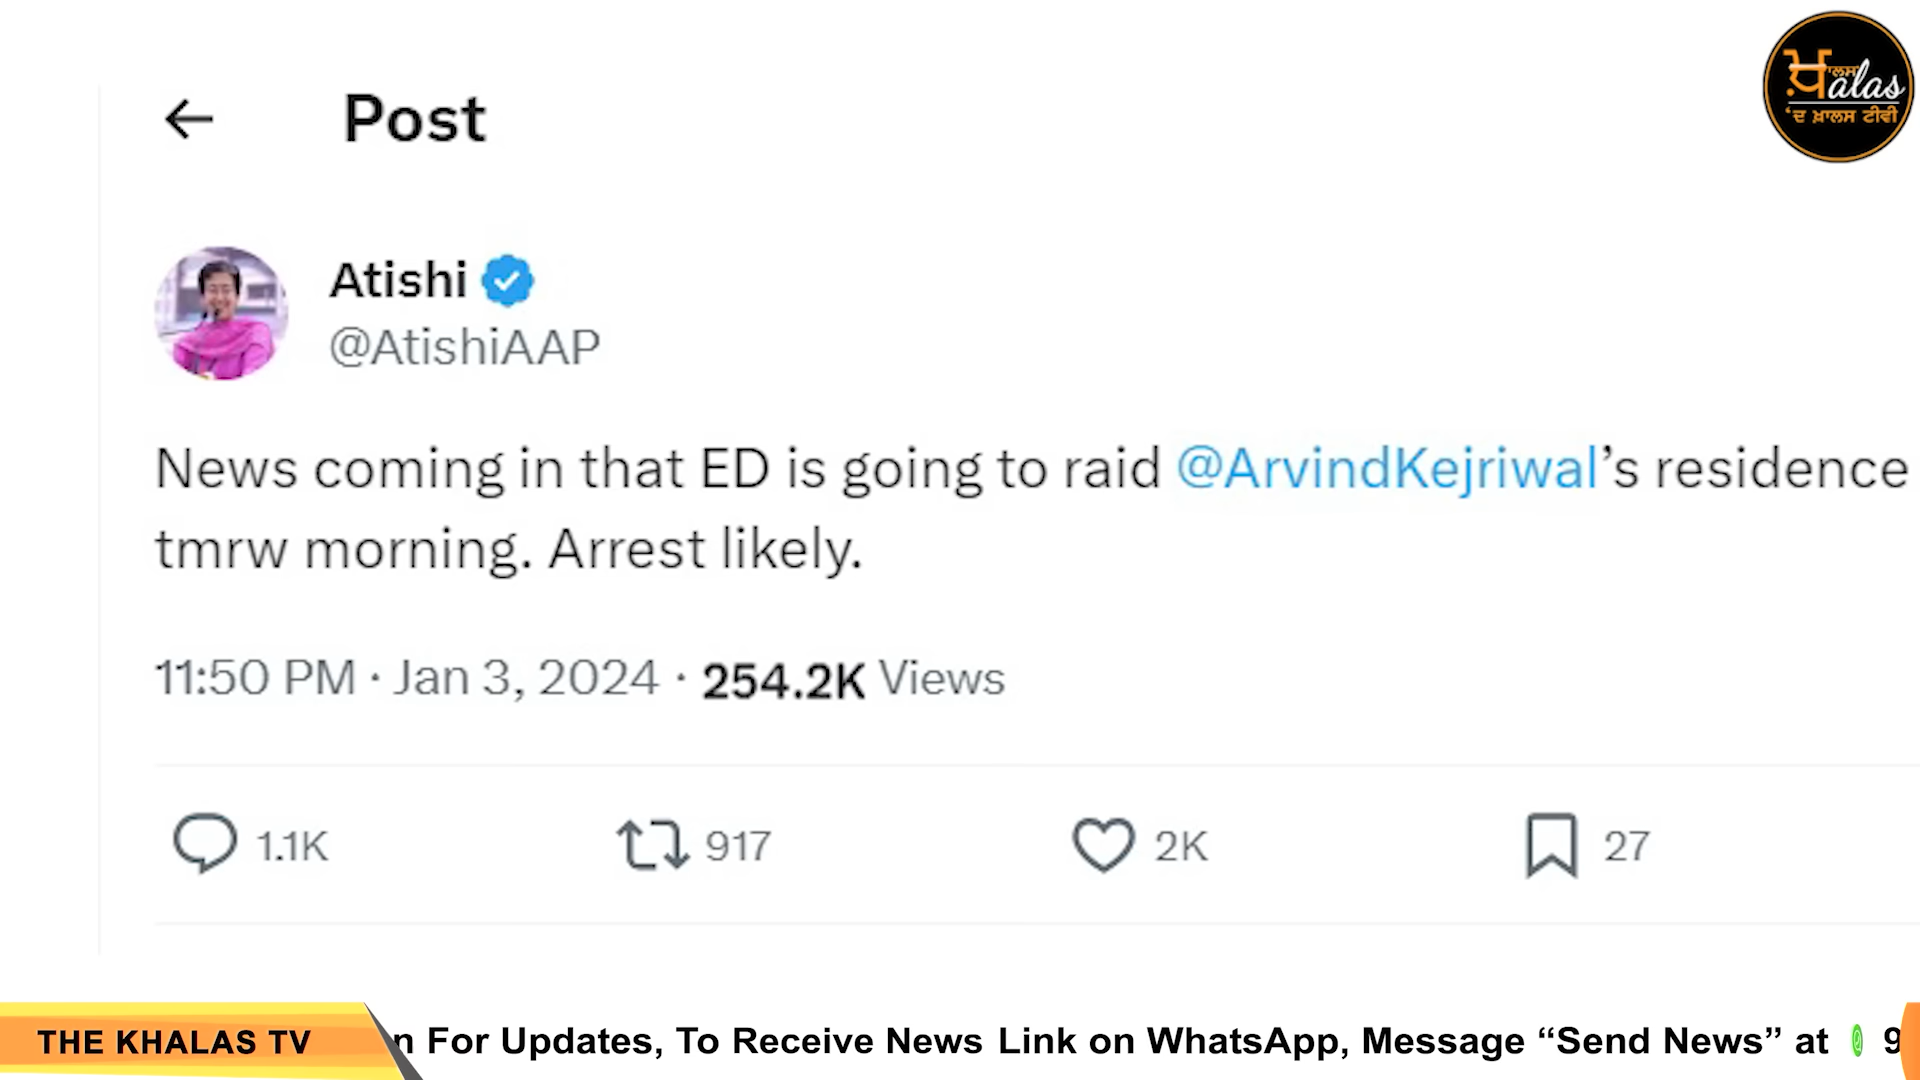 Post
ਖ਼ਾਲਸ
alas
‘ਦ ਖ਼ਾਲਸ ਟੀਵੀ
Atishi
@AtishiAAP
News coming in that ED is going to raid @ArvindKejriwal’s residence
tmrw morning. Arrest likely.
11:50 PM · Jan 3, 2024 · 254.2K Views
1.1K 917 2K 27
THE KHALAS TV n For Updates, To Receive News Link on WhatsApp, Message “Send News” at 9